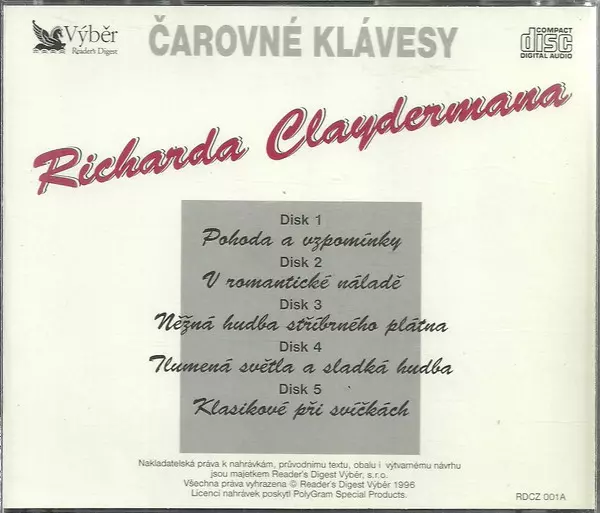 Výběr
Reader's Digest
ČAROVNÉ KLÁVESY
COMPACT
disc
DIGITAL AUDIO
Richarda Claydermana
Disk 1
Pohoda a vzpomínky
Disk 2
V romantické náladě
Disk 3
Něžná hudba stříbrného plátna
Disk 4
Tlumená světla a sladká hudba
Disk 5
Klasikové při svíčkách
Nakladatelská práva k nahrávkám, průvodnímu textu, obalu i výtvarnému návrhu
jsou majetkem Reader's Digest Výběr, s.r.o.
Všechna práva vyhrazena © Reader's Digest Výběr 1996
Licenci nahrávek poskytl PolyGram Special Products.
RDCZ 001A